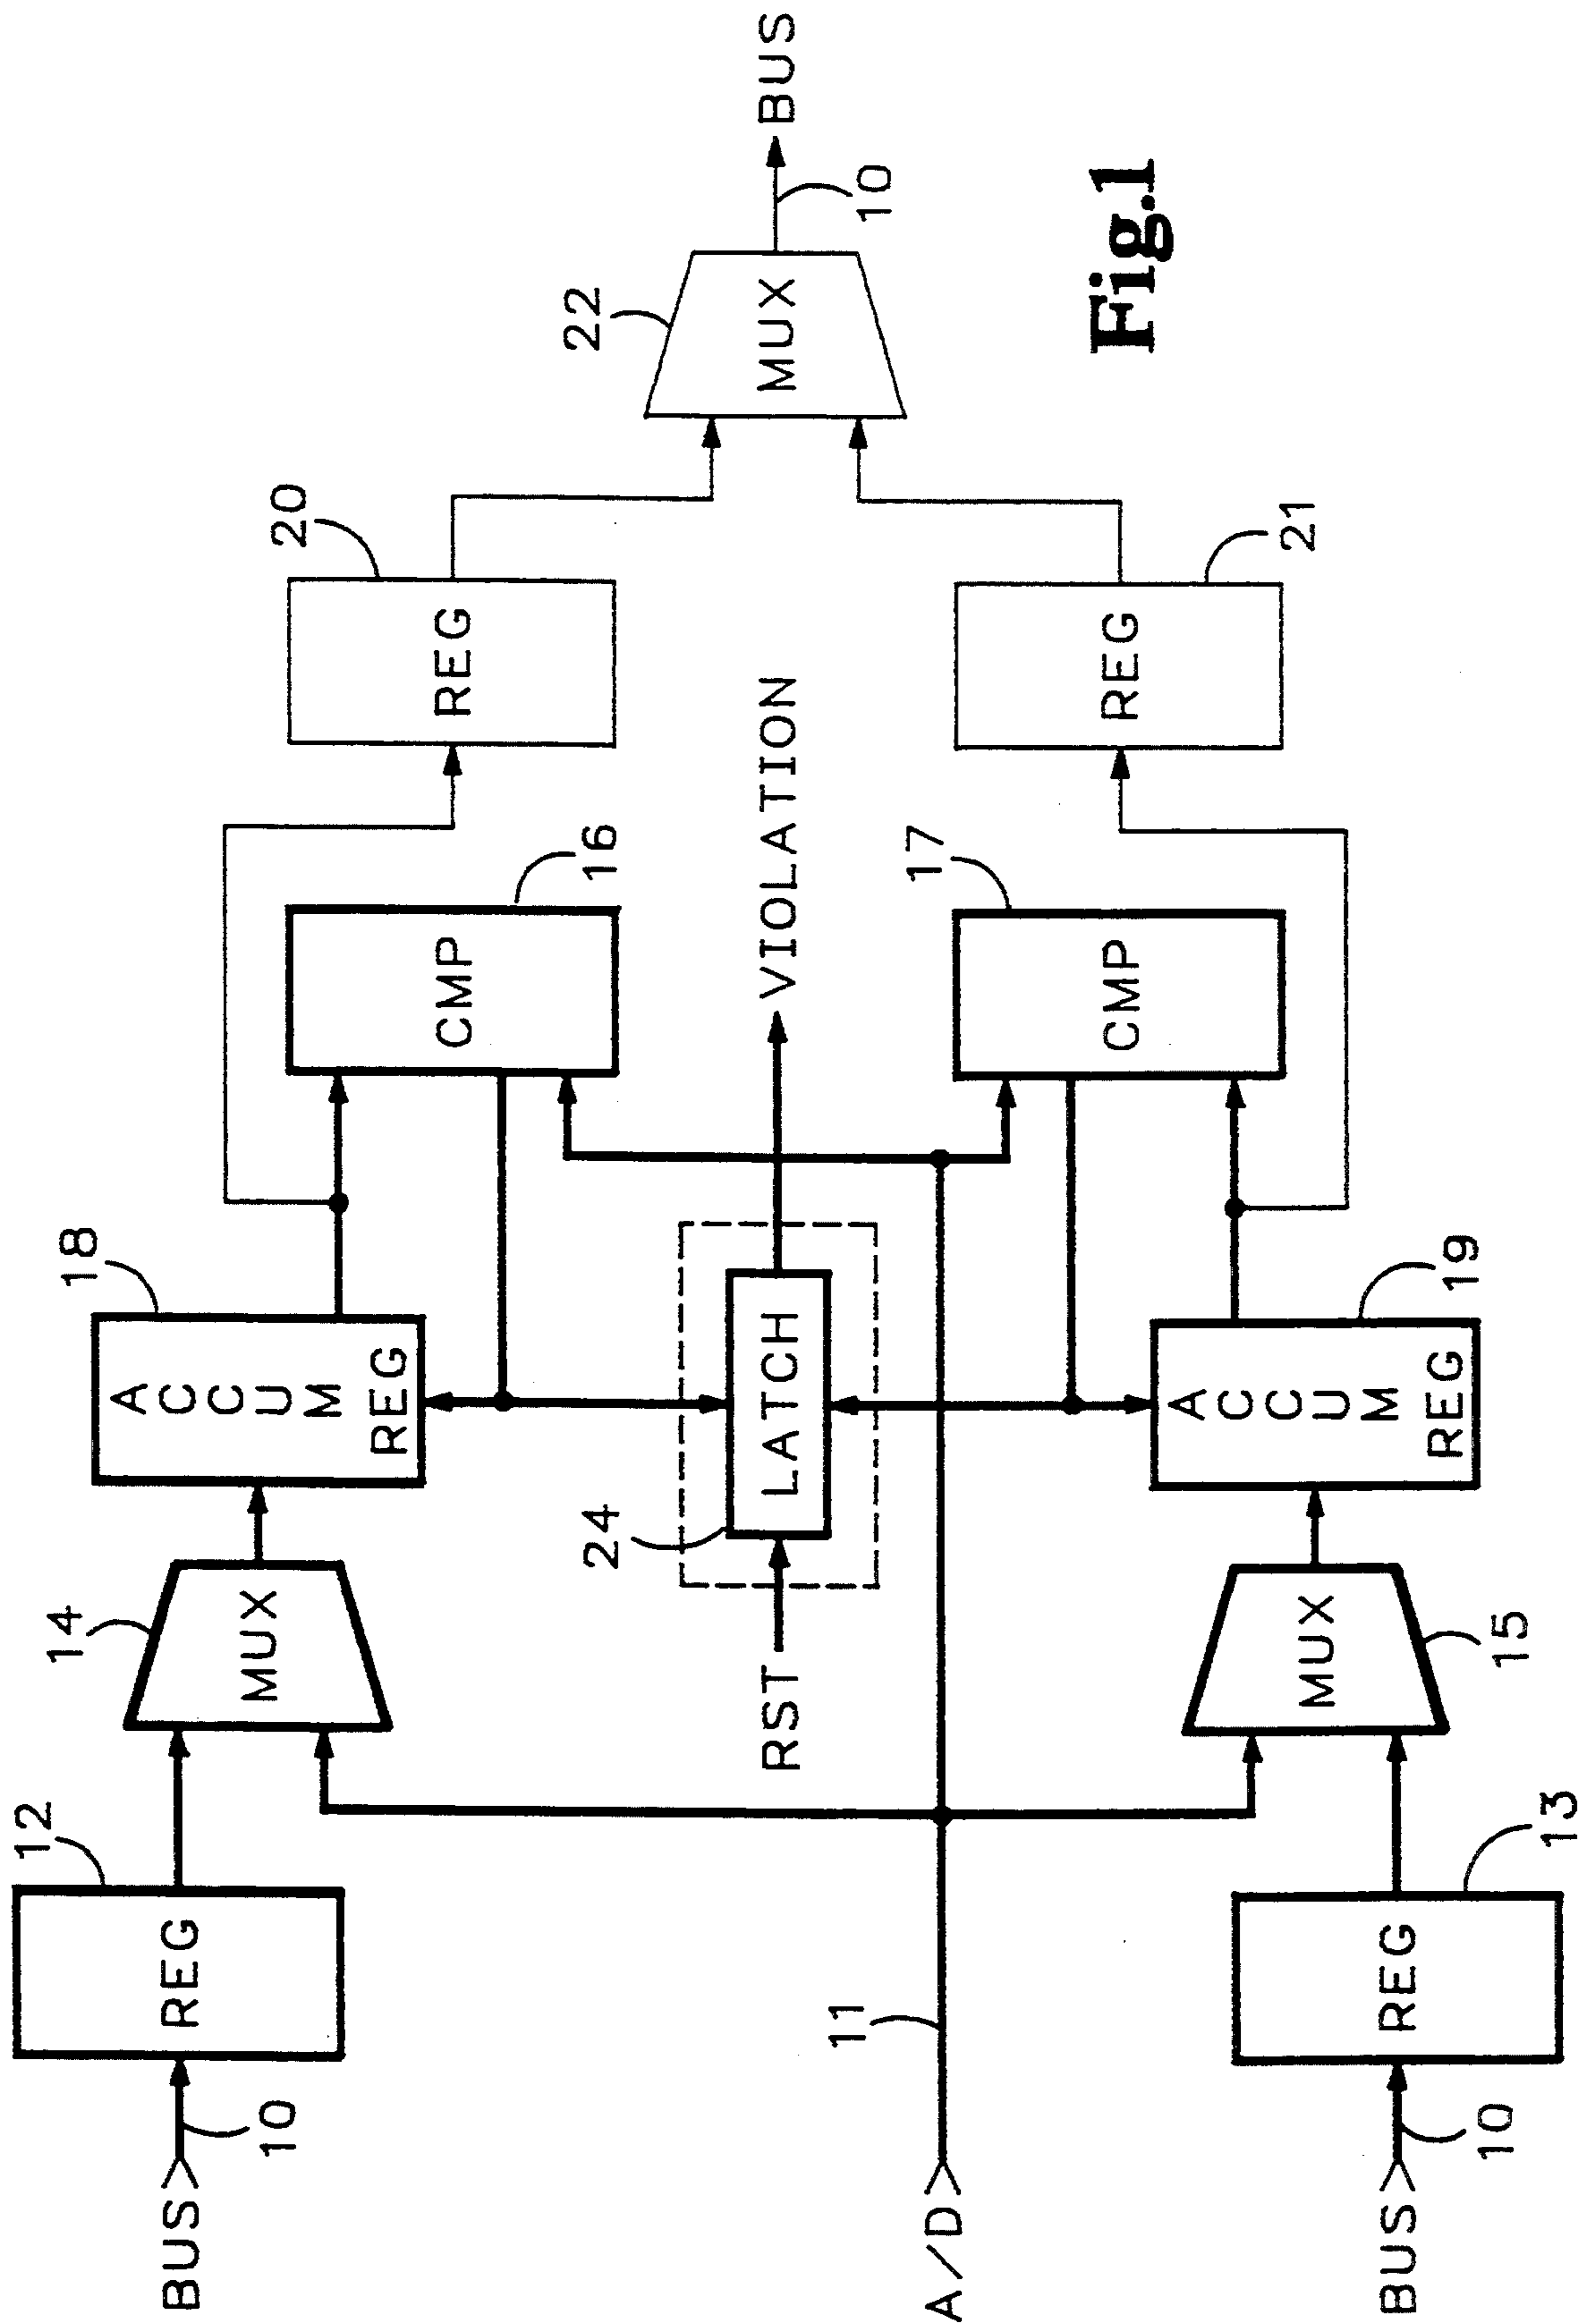 BUS>
10
REG
12
MUX
14
ACCUM
REG
18
CMP
16
REG
20
RST
LATCH
24
VIOLATION
MUX
22
10
BUS
A/D>
11
BUS>
10
REG
13
MUX
15
ACCUM
REG
19
CMP
17
REG
21
Fig.1